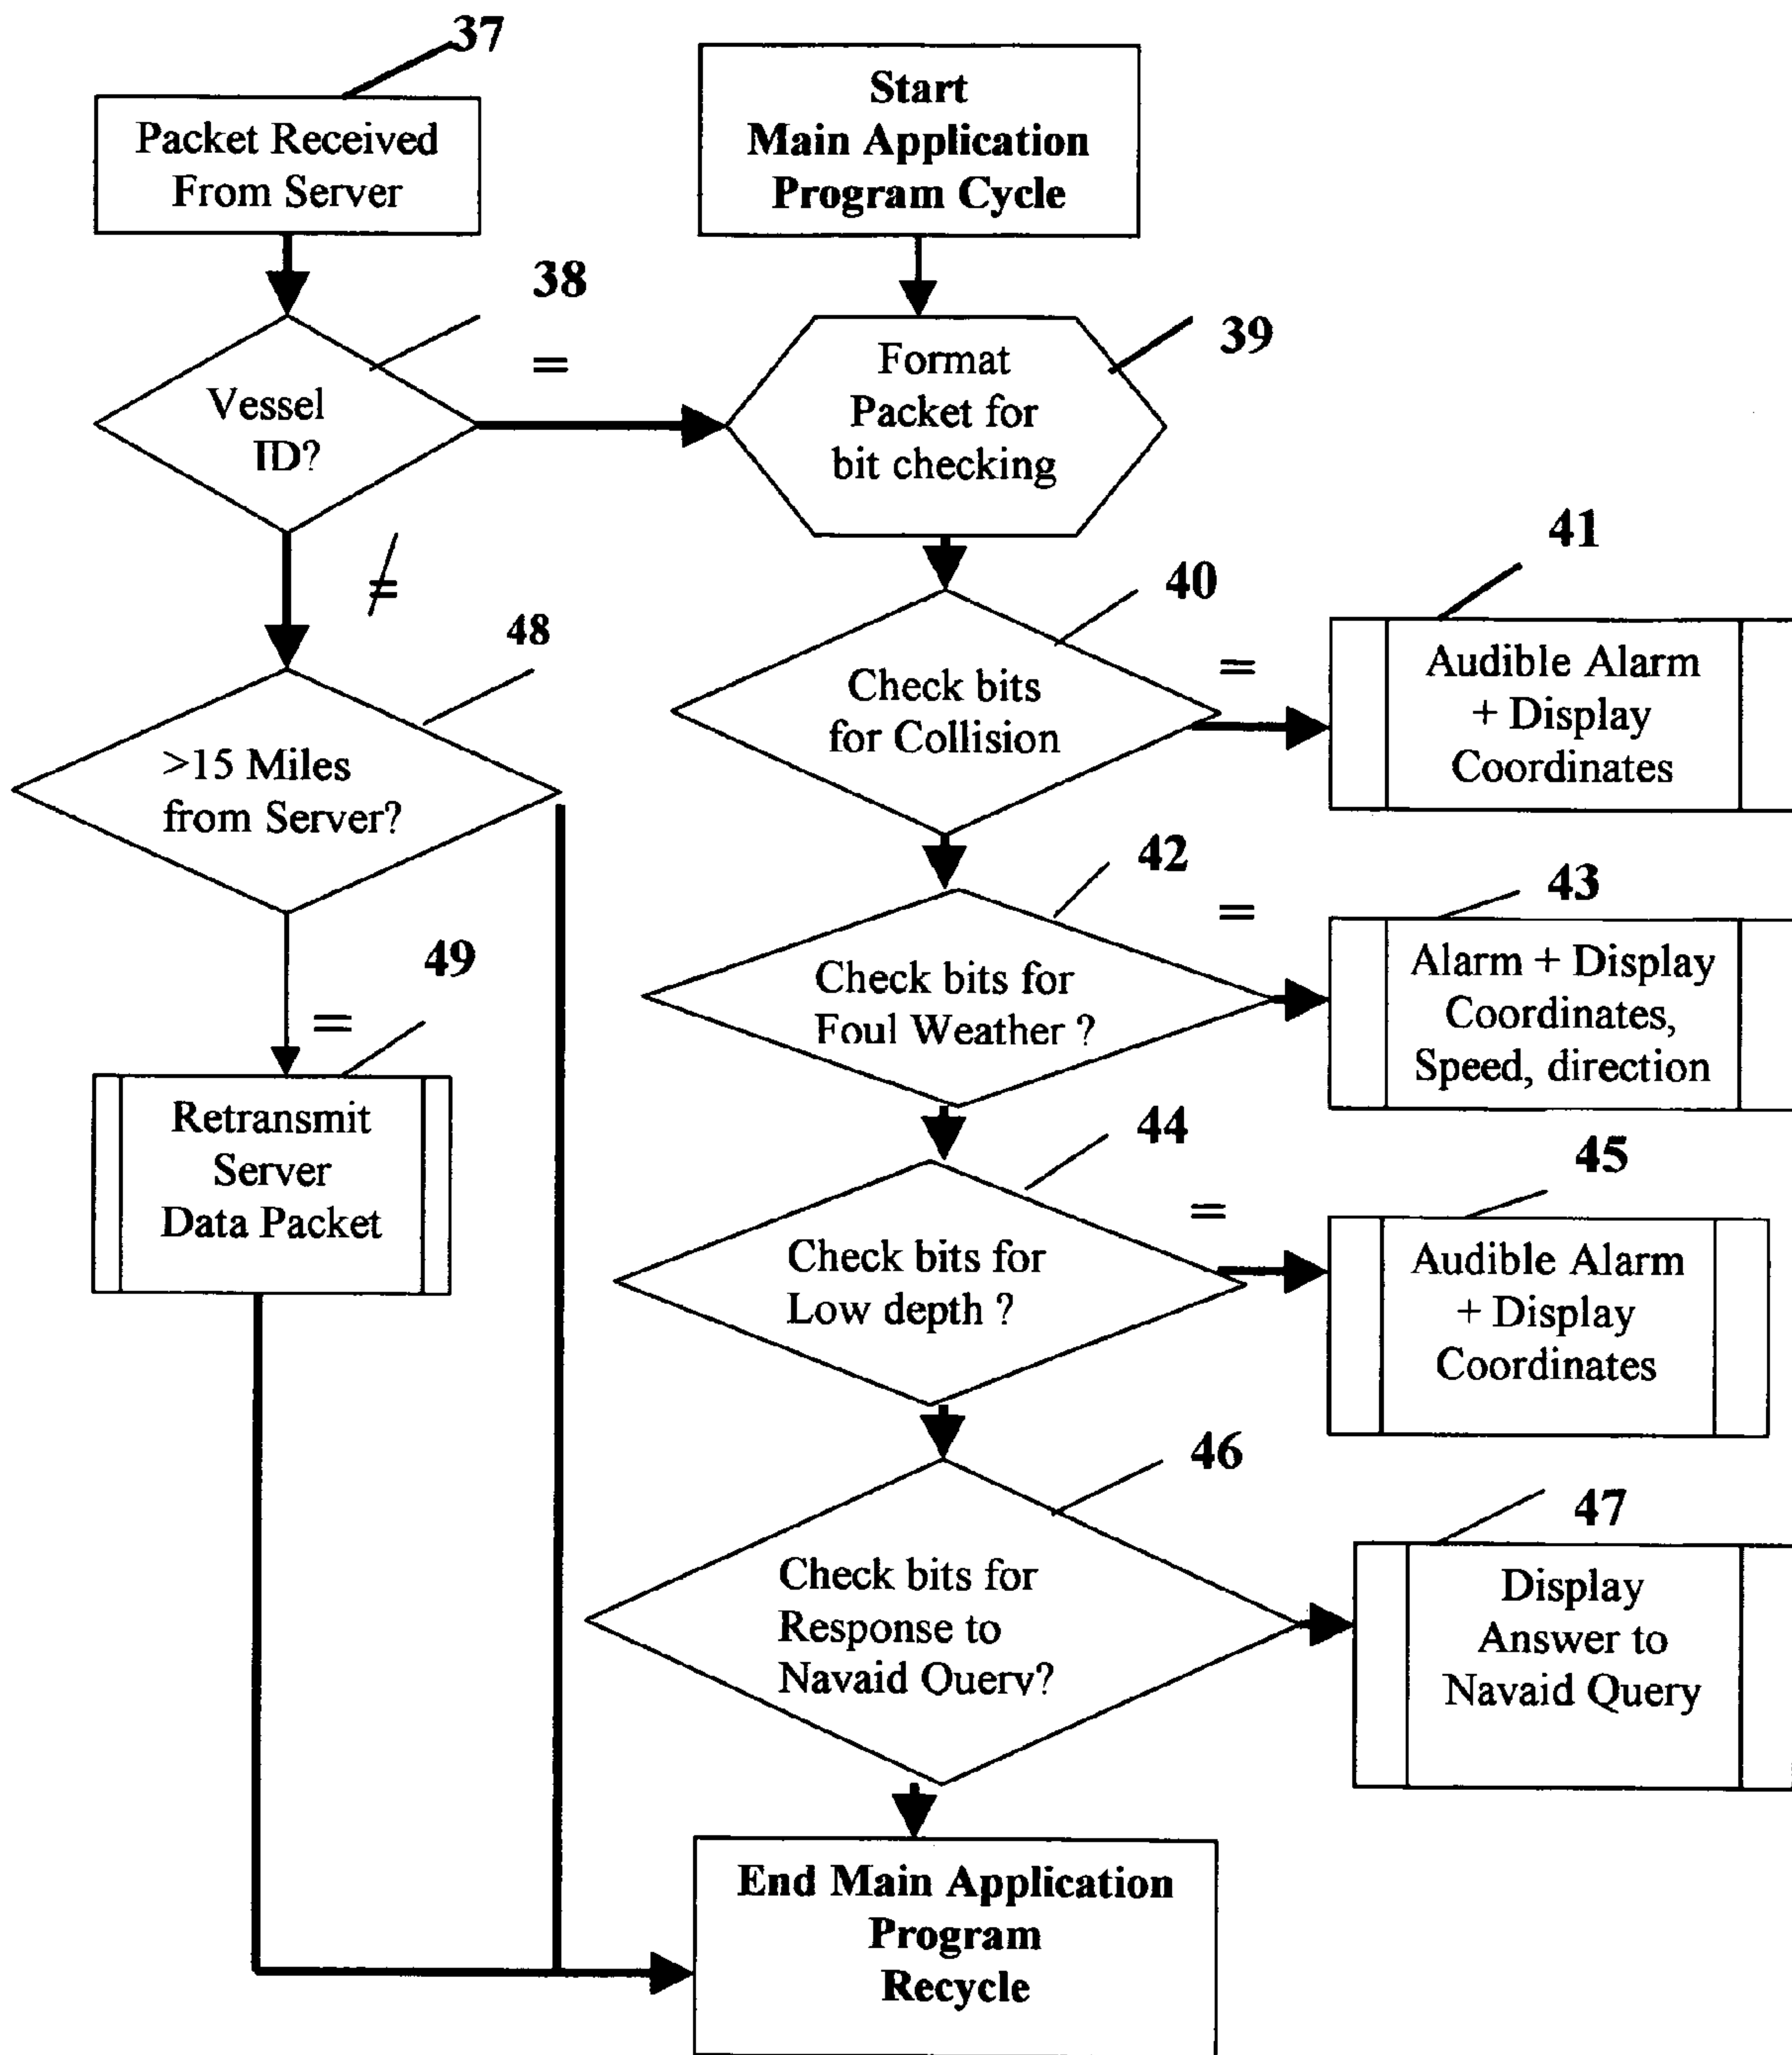 37
Packet Received
From Server
Start
Main Application
Program Cycle
38
=
Vessel
ID?
39
Format
Packet for
bit checking
≠
48
>15 Miles
from Server?
40
=
Check bits
for Collision
41
Audible Alarm
+ Display
Coordinates
42
=
Check bits for
Foul Weather ?
43
Alarm + Display
Coordinates,
Speed, direction
49
=
Retransmit
Server
Data Packet
44
=
Check bits for
Low depth ?
45
Audible Alarm
+ Display
Coordinates
46
Check bits for
Response to
Navaid Query?
47
Display
Answer to
Navaid Query
End Main Application
Program
Recycle